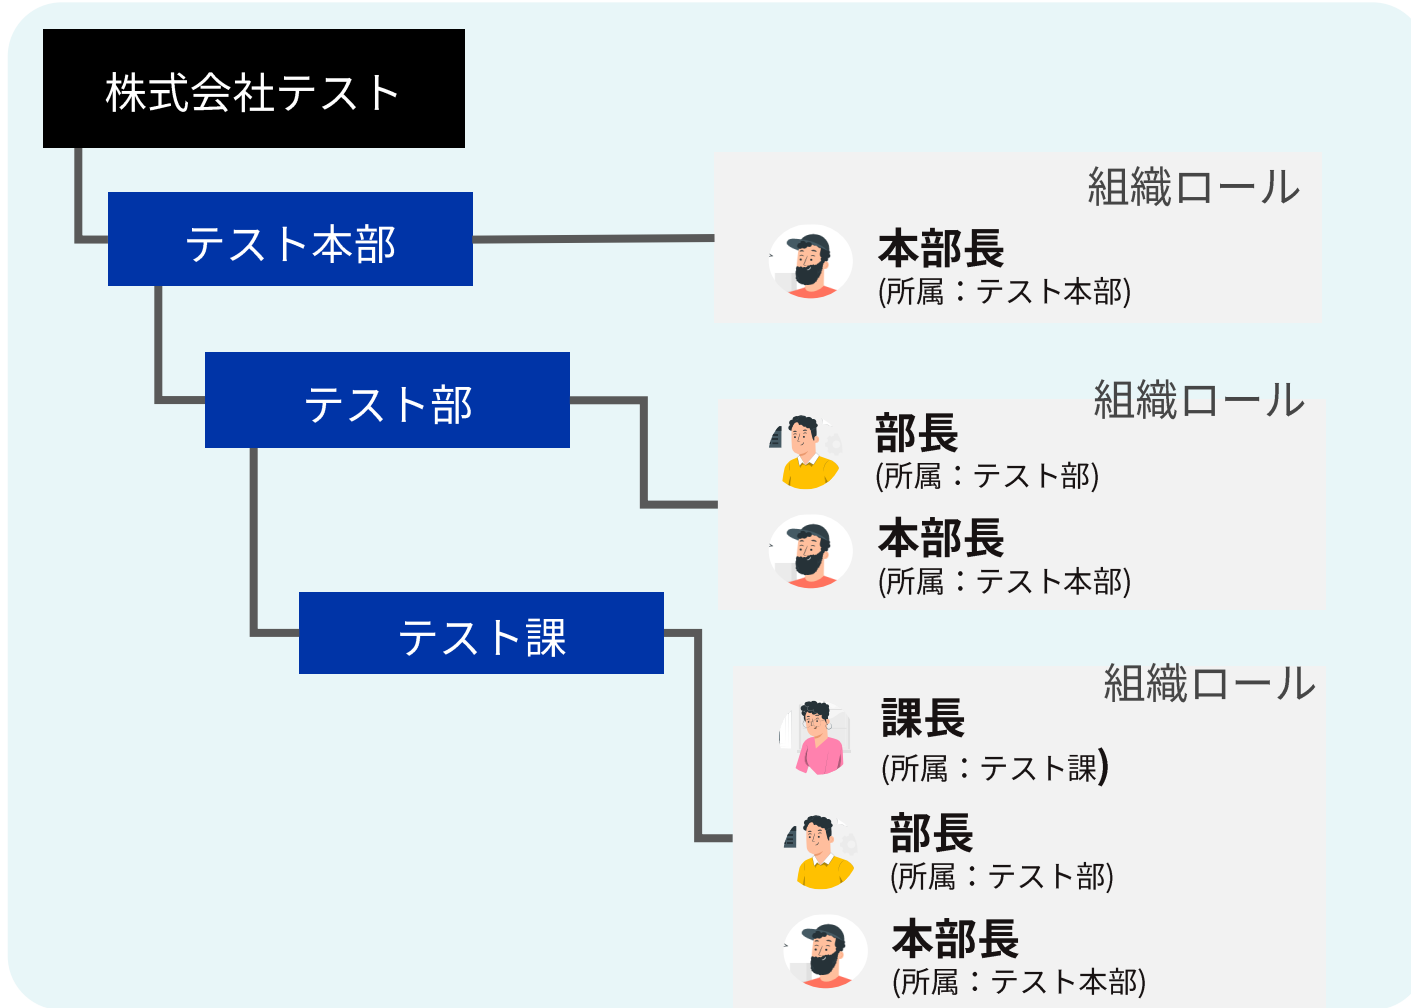 株式会社テスト
テスト本部
組織ロール
本部長
(所属：テスト本部)
テスト部
組織ロール
部長
(所属：テスト部)
本部長
(所属：テスト本部)
テスト課
組織ロール
課長
(所属：テスト課)
部長
(所属：テスト部)
本部長
(所属：テスト本部)